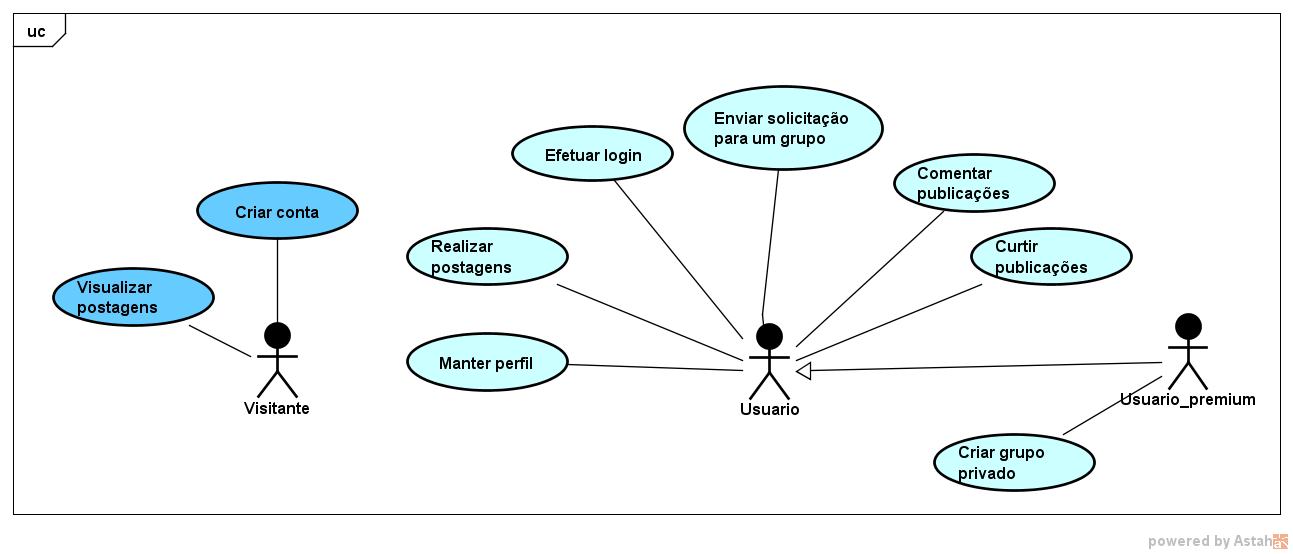 uc
Enviar solicitação
para um grupo
Efetuar login
Comentar
publicações
Criar conta
Realizar
postagens
Curtir
publicações
Visualizar
postagens
Manter perfil
Visitante
Usuario
Usuario_premium
Criar grupo
privado
powered by Astah